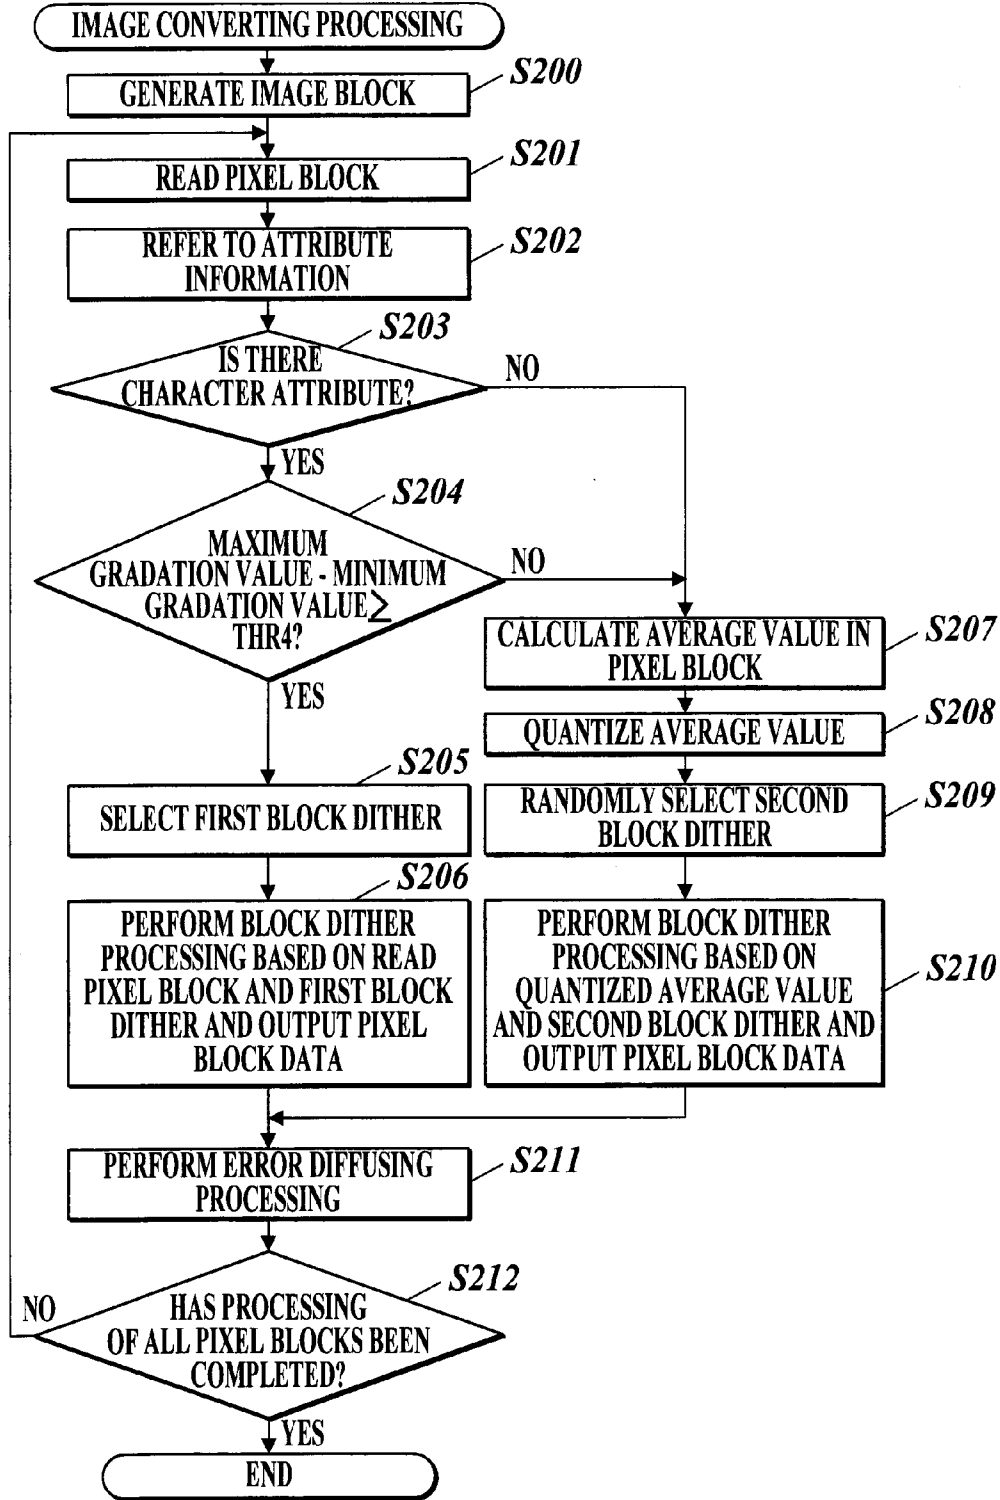 IMAGE CONVERTING PROCESSING
S200
GENERATE IMAGE BLOCK
S201
READ PIXEL BLOCK
S202
REFER TO ATTRIBUTE
INFORMATION
S203
IS THERE
CHARACTER ATTRIBUTE?
NO
YES
S204
MAXIMUM
GRADATION VALUE - MINIMUM
GRADATION VALUE ≥
THR4?
NO
YES
S207
CALCULATE AVERAGE VALUE IN
PIXEL BLOCK
S208
QUANTIZE AVERAGE VALUE
S205
SELECT FIRST BLOCK DITHER
S209
RANDOMLY SELECT SECOND
BLOCK DITHER
S206
PERFORM BLOCK DITHER
PROCESSING BASED ON READ
PIXEL BLOCK AND FIRST BLOCK
DITHER AND OUTPUT PIXEL
BLOCK DATA
S210
PERFORM BLOCK DITHER
PROCESSING BASED ON
QUANTIZED AVERAGE VALUE
AND SECOND BLOCK DITHER AND
OUTPUT PIXEL BLOCK DATA
S211
PERFORM ERROR DIFFUSING
PROCESSING
S212
HAS PROCESSING
OF ALL PIXEL BLOCKS BEEN
COMPLETED?
NO
YES
END